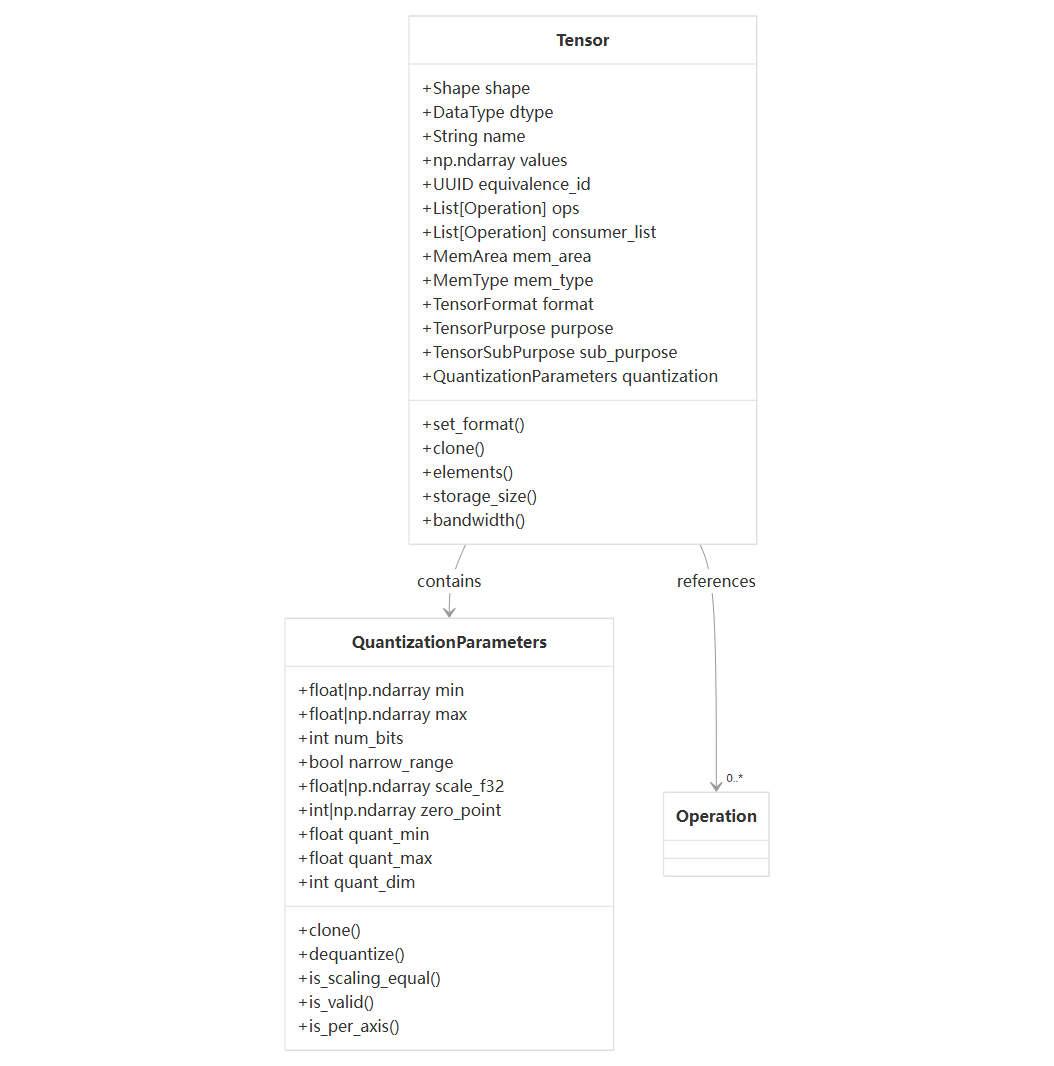 Tensor
+Shape shape
+DataType dtype
+String name
+np.ndarray values
+UUID equivalence_id
+List[Operation] ops
+List[Operation] consumer_list
+MemArea mem_area
+MemType mem_type
+TensorFormat format
+TensorPurpose purpose
+TensorSubPurpose sub_purpose
+QuantizationParameters quantization
+set_format()
+clone()
+elements()
+storage_size()
+bandwidth()
contains
references
QuantizationParameters
+float|np.ndarray min
+float|np.ndarray max
+int num_bits
+bool narrow_range
+float|np.ndarray scale_f32
+int|np.ndarray zero_point
+float quant_min
+float quant_max
+int quant_dim
+clone()
+dequantize()
+is_scaling_equal()
+is_valid()
+is_per_axis()
0..*
Operation